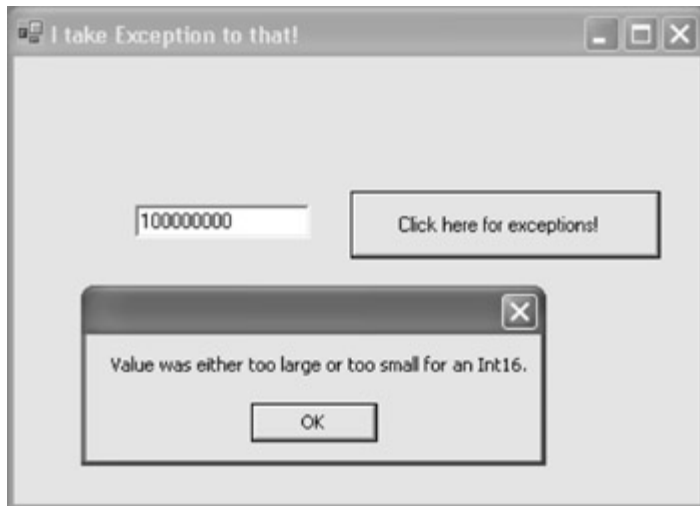 I take Exception to that!
100000000
Click here for exceptions!
Value was either too large or too small for an Int16.
OK